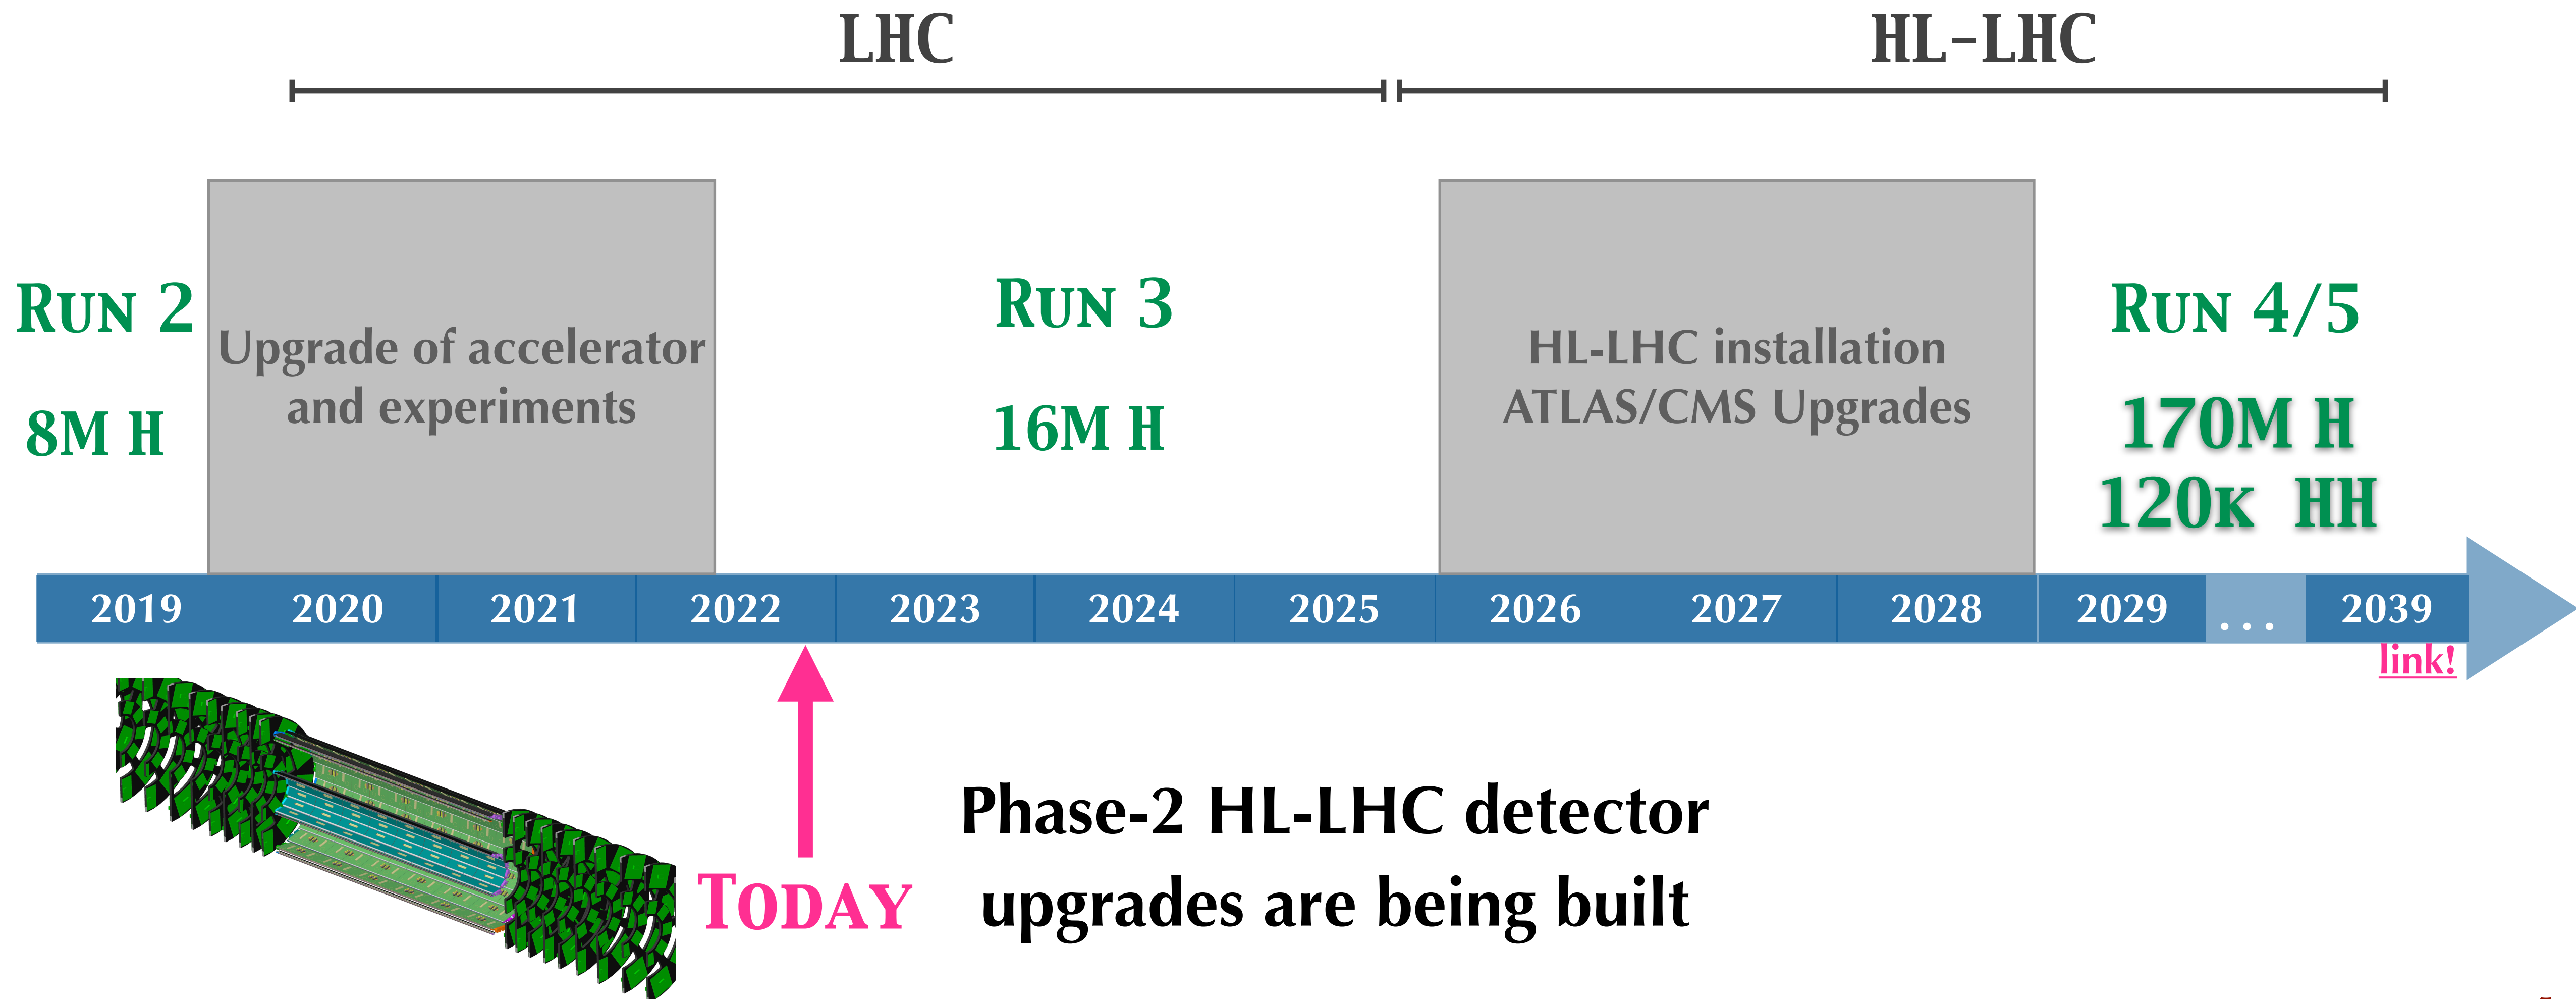 LHC
HL-LHC
RUN 2
8M H
Upgrade of accelerator
and experiments
RUN 3
16M H
HL-LHC installation
ATLAS/CMS Upgrades
RUN 4/5
170M H
120K HH
2019 2020 2021 2022 2023 2024 2025 2026 2027 2028 2029 ... 2039
link!
TODAY
Phase-2 HL-LHC detector
upgrades are being built